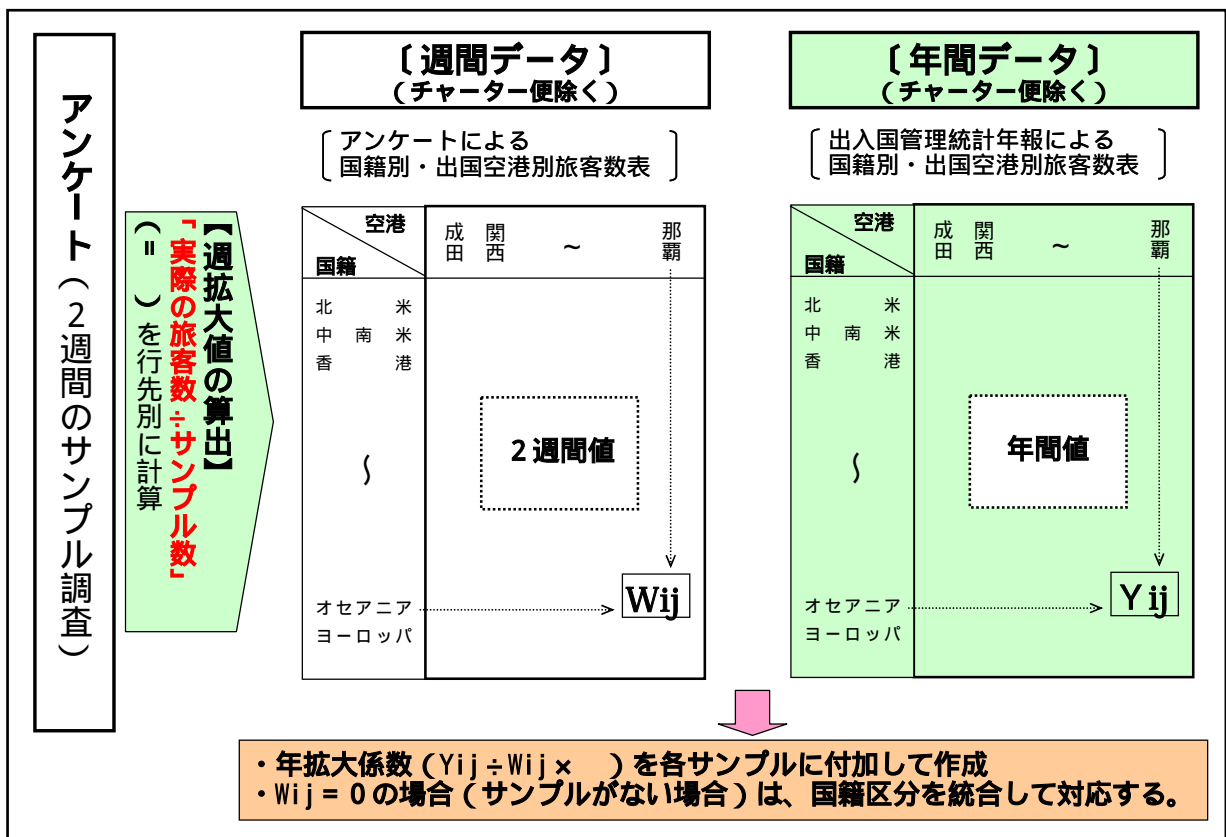 アンケート（２週間のサンプル調査）
【週拡大値の算出】
「実際の旅客数÷サンプル数」
（＝　）を行先別に計算
〔週間データ〕
（チャーター便除く）
アンケートによる
国籍別・出国空港別旅客数表
空港
国籍
成田
関西
～
那覇
北米
中南米
香港
～
２週間値
オセアニア
ヨーロッパ
Wij
〔年間データ〕
（チャーター便除く）
出入国管理統計年報による
国籍別・出国空港別旅客数表
空港
国籍
成田
関西
～
那覇
北米
中南米
香港
～
年間値
オセアニア
ヨーロッパ
Ｙij
・年拡大係数（Yij÷Wij×　）を各サンプルに付加して作成
・Wij＝０の場合（サンプルがない場合）は、国籍区分を統合して対応する。